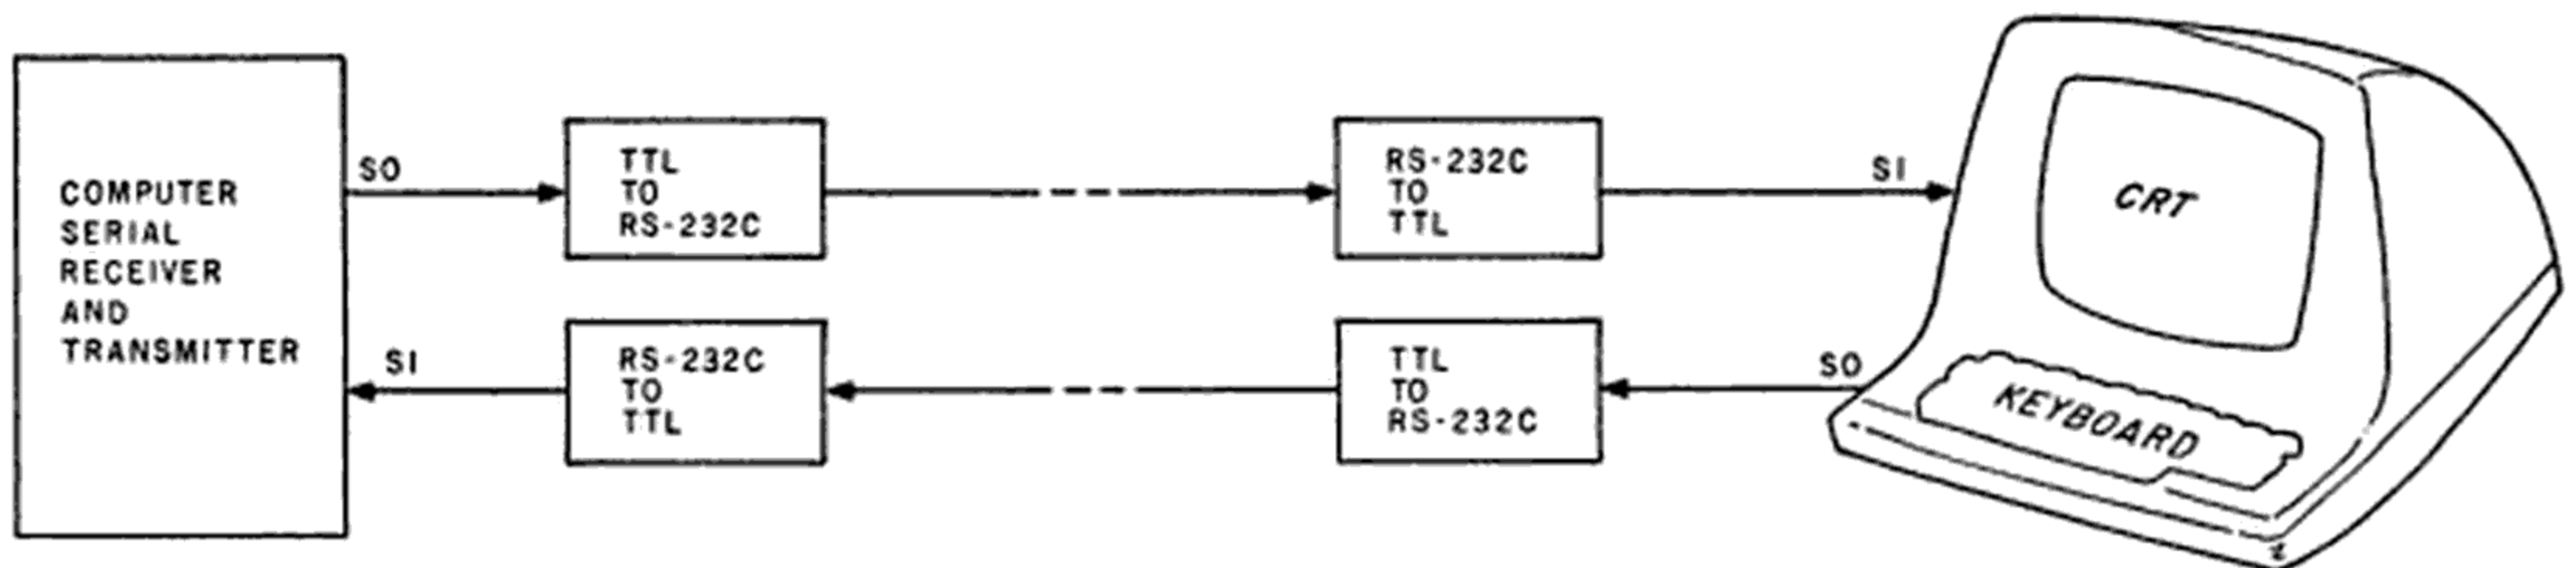 COMPUTER
SERIAL
RECEIVER
AND
TRANSMITTER
SO
TTL
TO
RS-232C
RS-232C
TO
TTL
SI
CRT
SI
RS-232C
TO
TTL
TTL
TO
RS-232C
SO
KEYBOARD